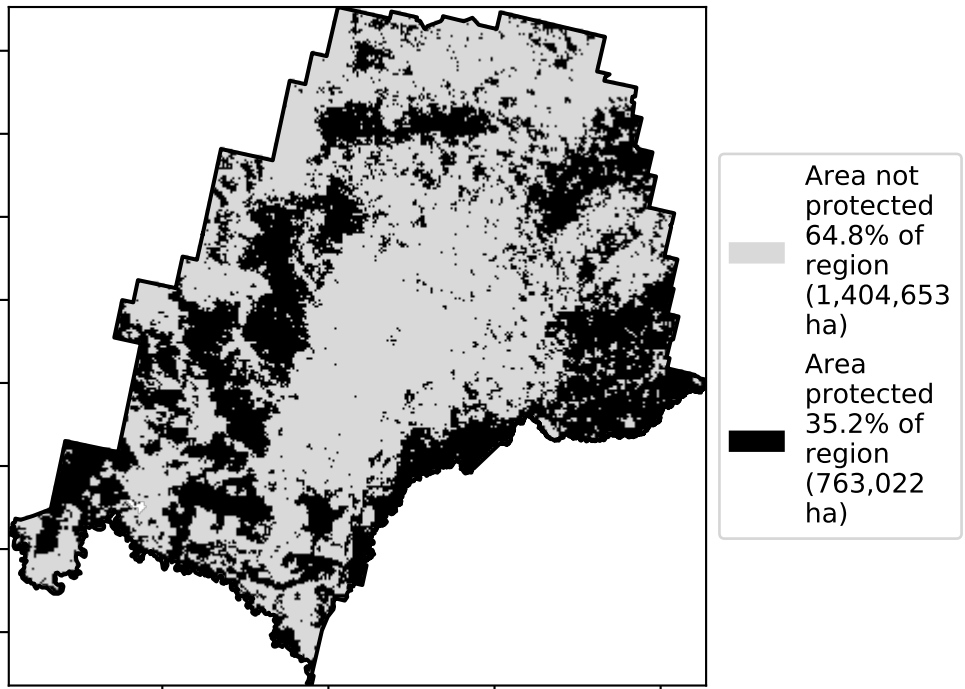 Area not
protected
64.8% of
region
(1,404,653
ha)
Area
protected
35.2% of
region
(763,022
ha)